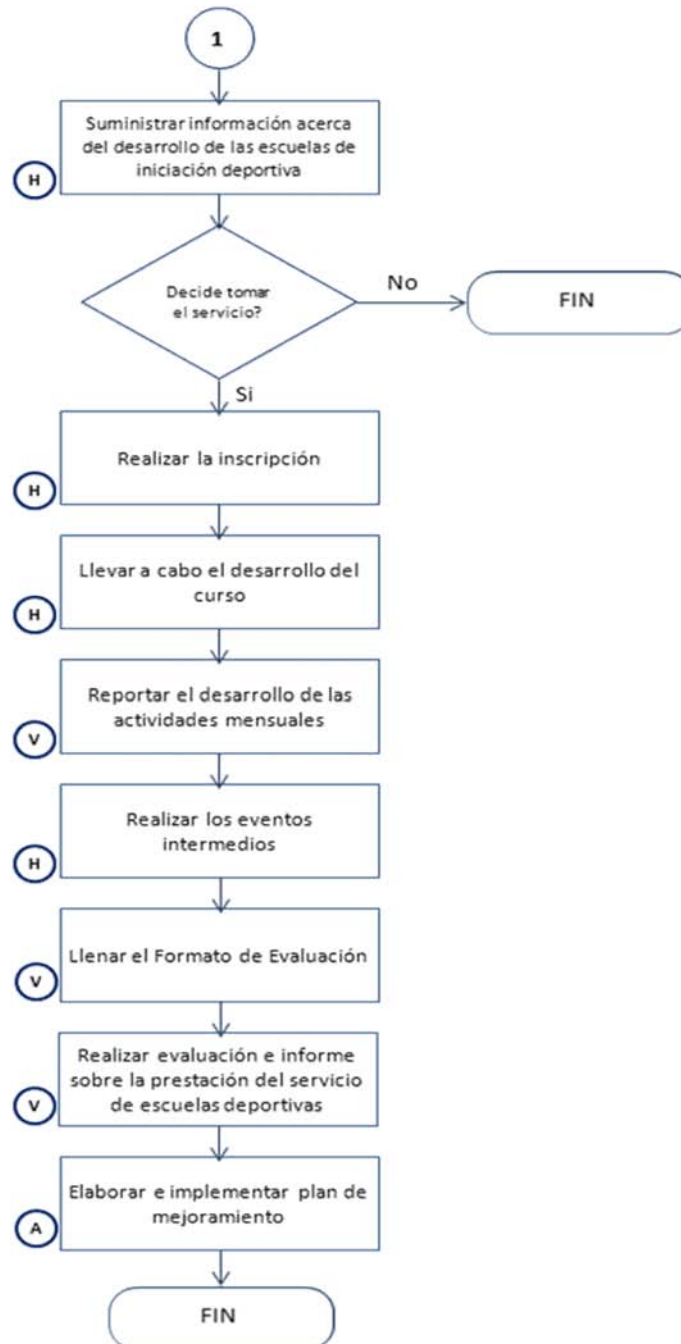 1
Suministrar información acerca
del desarrollo de las escuelas de
iniciación deportiva
H
Decide tomar
el servicio?
No
FIN
Si
Realizar la inscripción
H
Llevar a cabo el desarrollo del
curso
H
Reportar el desarrollo de las
actividades mensuales
V
Realizar los eventos
intermedios
H
Llenar el Formato de Evaluación
V
Realizar evaluación e informe
sobre la prestación del servicio
de escuelas deportivas
V
Elaborar e implementar plan de
mejoramiento
A
FIN